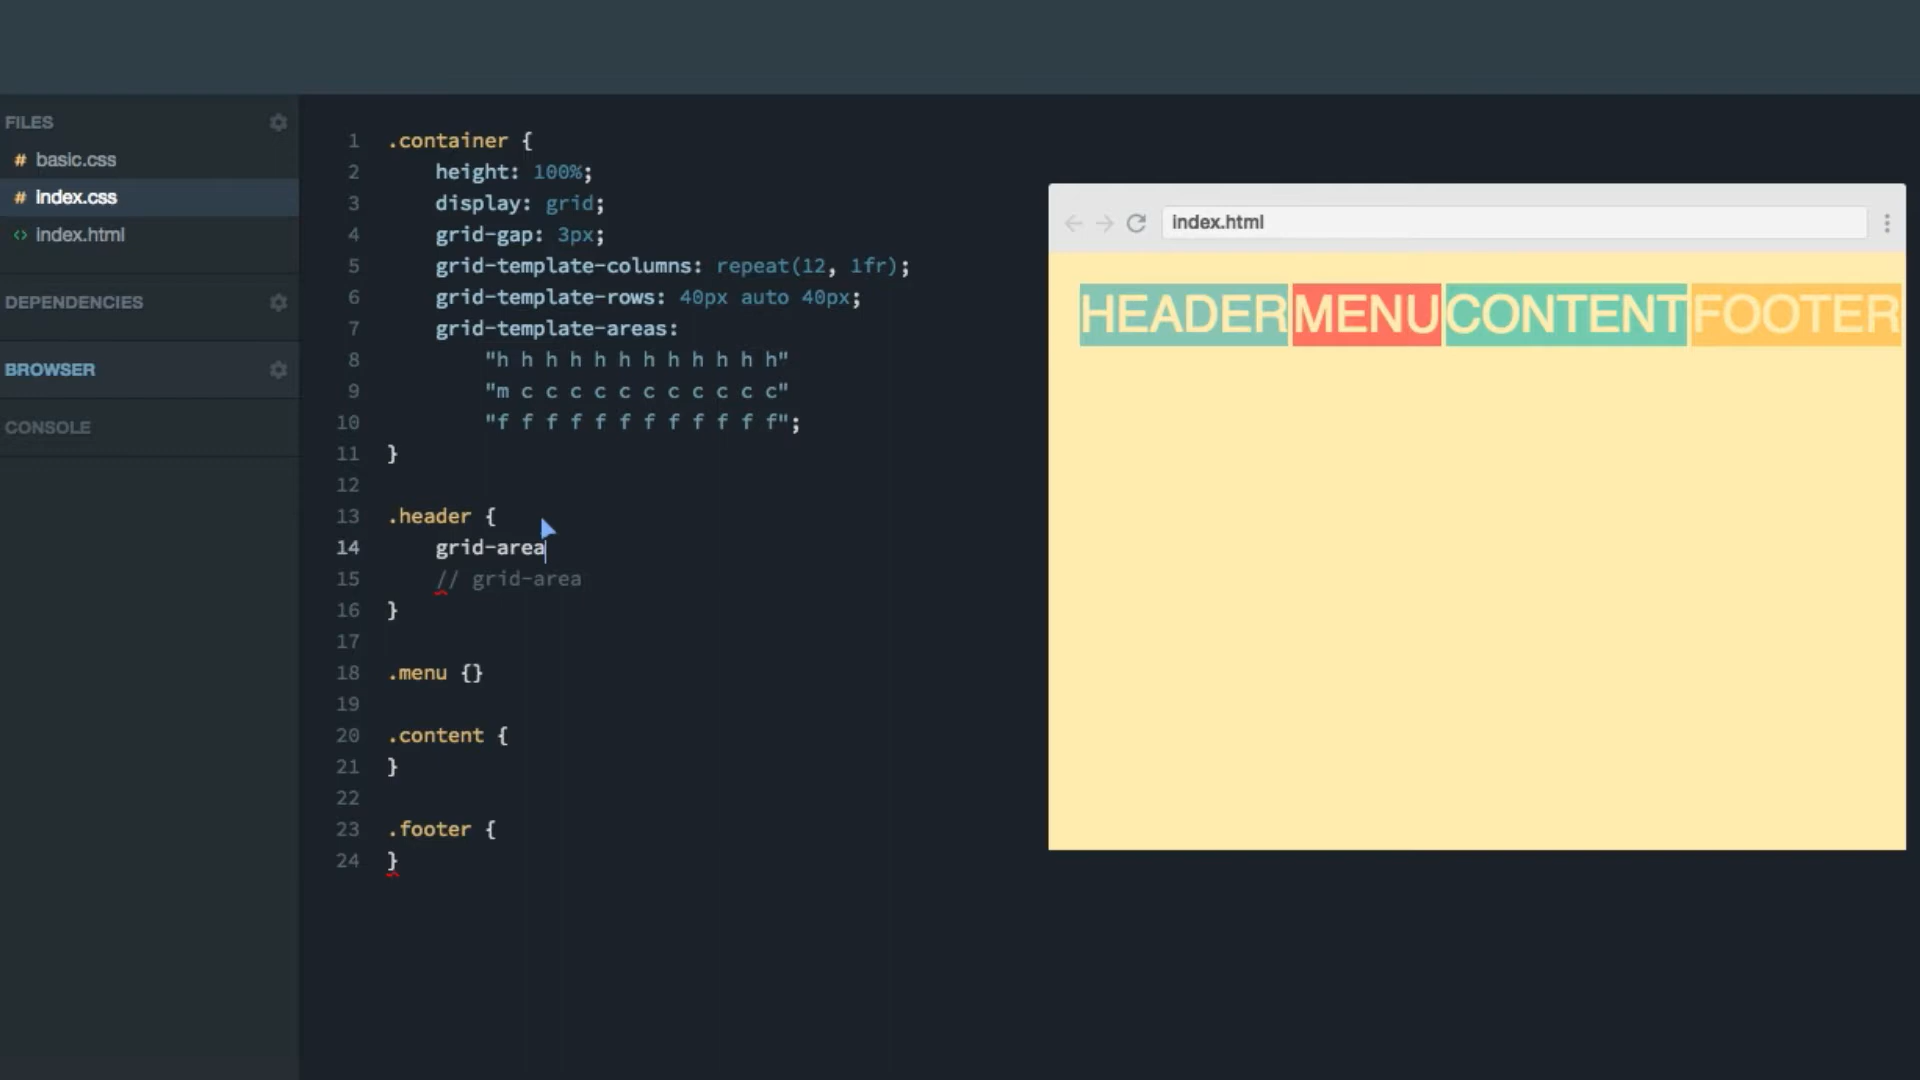 FILES
# basic.css
# index.css
<> index.html
DEPENDENCIES
BROWSER
CONSOLE
1 .container {
2 height: 100%;
3 display: grid;
4 grid-gap: 3px;
5 grid-template-columns: repeat(12, 1fr);
6 grid-template-rows: 40px auto 40px;
7 grid-template-areas:
8 "h h h h h h h h h h h h"
9 "m c c c c c c c c c c c"
10 "f f f f f f f f f f f f";
11 }
12
13 .header {
14 grid-area
15 // grid-area
16 }
17
18 .menu {}
19
20 .content {
21 }
22
23 .footer {
24 }
index.html
HEADER MENU CONTENT FOOTER